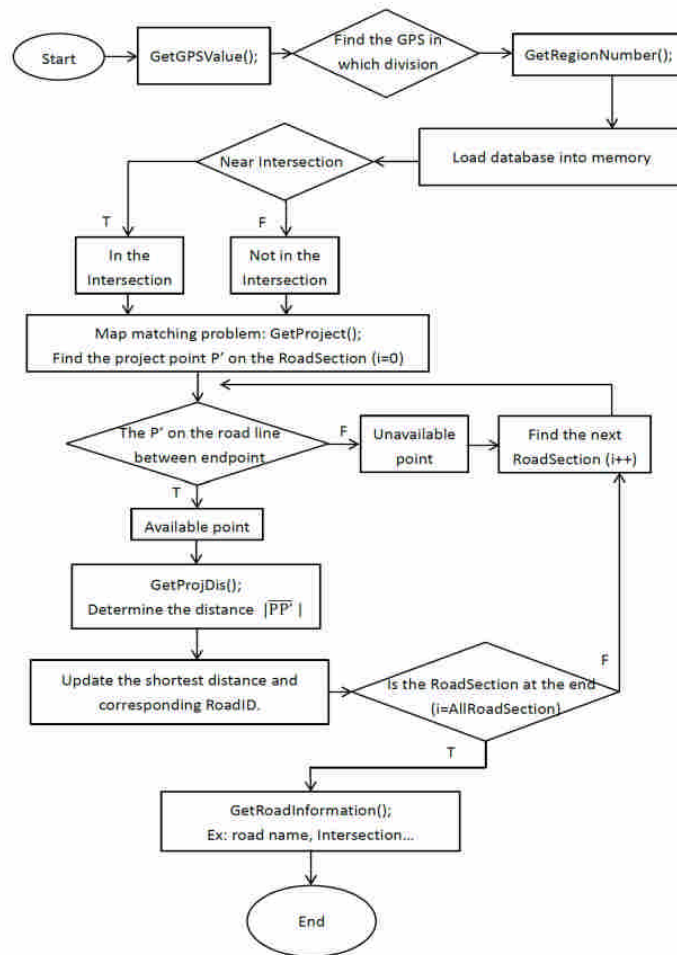 Start
GetGPSValue();
Find the GPS in
which division
GetRegionNumber();
Load database into memory
Near Intersection
T
F
In the
Intersection
Not in the
Intersection
Map matching problem: GetProject();
Find the project point P' on the RoadSection (i=0)
The P' on the road line
between endpoint
F
Unavailable
point
Find the next
RoadSection (i++)
T
Available point
GetProjDis();
Determine the distance |PP'|
Update the shortest distance and
corresponding RoadID.
Is the RoadSection at the end
(i=AllRoadSection)
F
T
GetRoadInformation();
Ex: road name, Intersection...
End